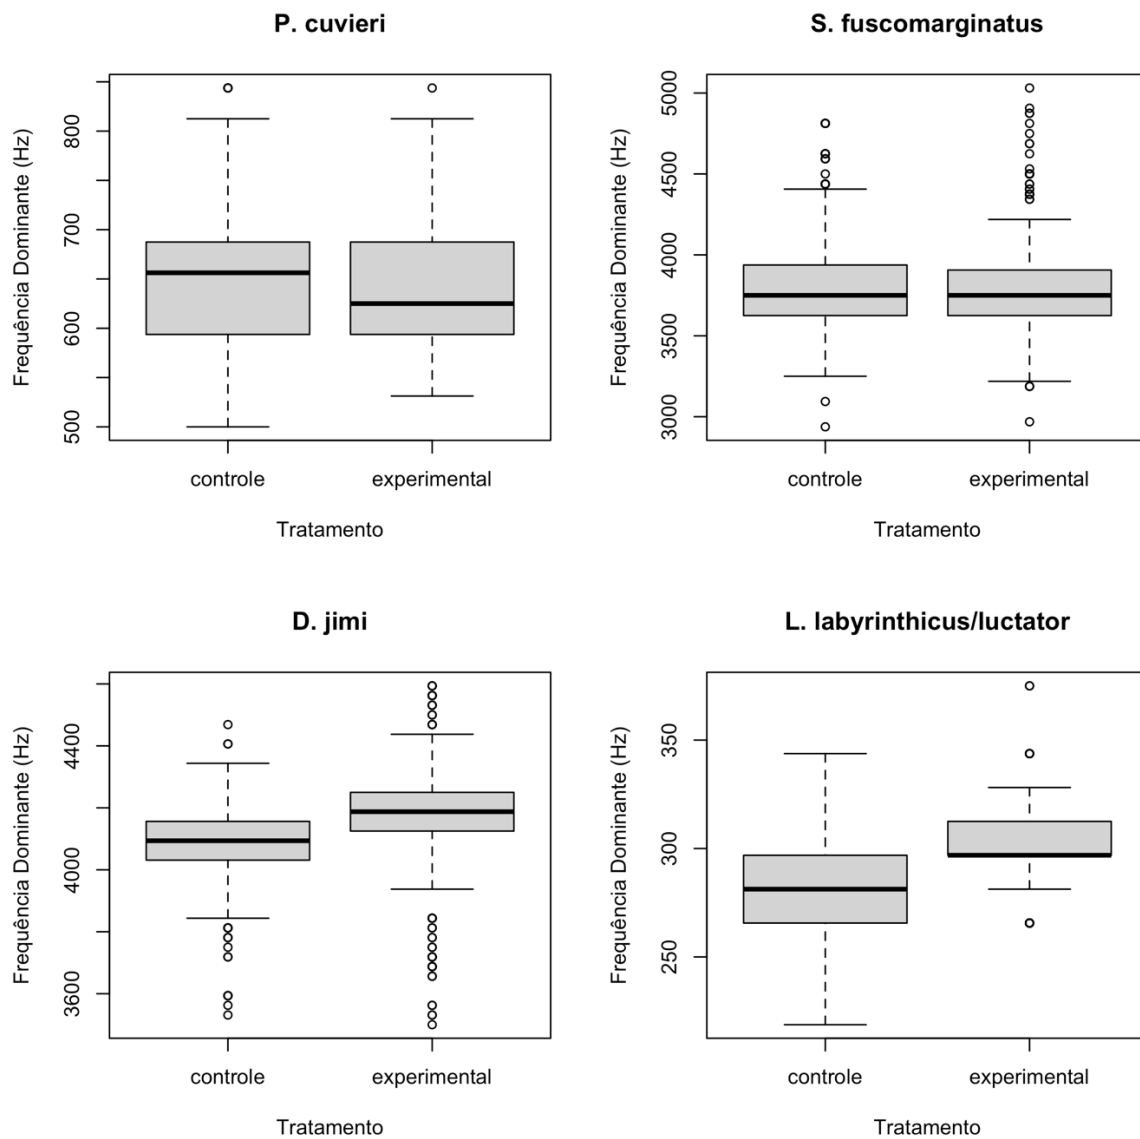 P. cuvieri
Frequência Dominante (Hz)
800
700
600
500
controle experimental
Tratamento
S. fuscomarginatus
Frequência Dominante (Hz)
5000
4500
4000
3500
3000
controle experimental
Tratamento
D. jimi
Frequência Dominante (Hz)
4400
4000
3600
controle experimental
Tratamento
L. labyrinthicus/luctator
Frequência Dominante (Hz)
350
300
250
controle experimental
Tratamento